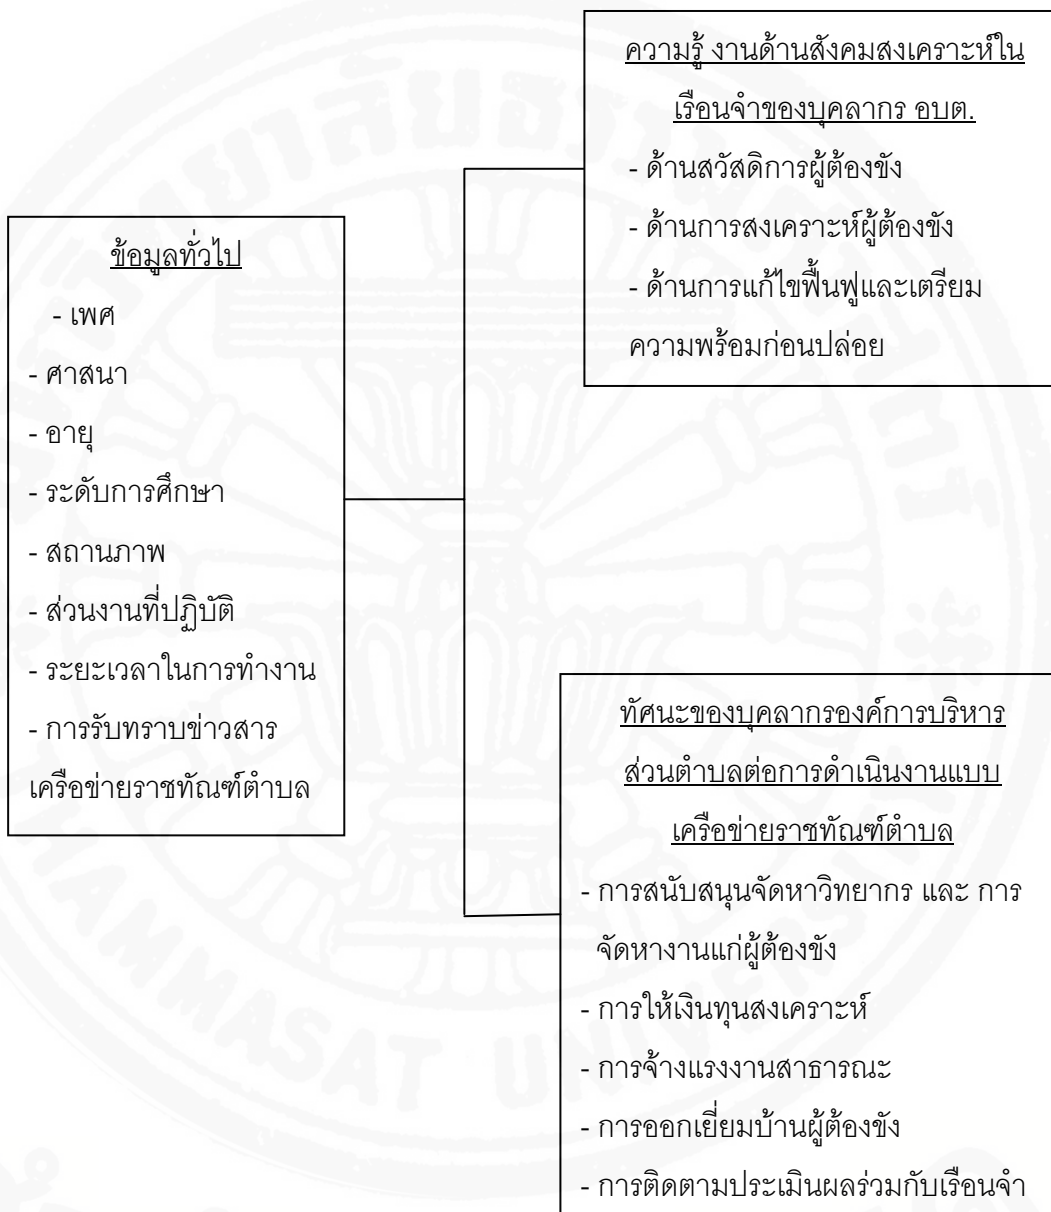 ความรู้ งานด้านสังคมสงเคราะห์ใน
เรือนจำของบุคลากร อบต.
- ด้านสวัสดิการผู้ต้องขัง
- ด้านการสงเคราะห์ผู้ต้องขัง
- ด้านการแก้ไขฟื้นฟูและเตรียม
ความพร้อมก่อนปล่อย
ข้อมูลทั่วไป
- เพศ
- ศาสนา
- อายุ
- ระดับการศึกษา
- สถานภาพ
- ส่วนงานที่ปฏิบัติ
- ระยะเวลาในการทำงาน
- การรับทราบข่าวสาร
เครือข่ายราชทัณฑ์ตำบล
ทัศนะของบุคลากรองค์การบริหาร
ส่วนตำบลต่อการดำเนินงานแบบ
เครือข่ายราชทัณฑ์ตำบล
- การสนับสนุนจัดหาวิทยากร และ การ
จัดหางานแก่ผู้ต้องขัง
- การให้เงินทุนสงเคราะห์
- การจ้างแรงงานสาธารณะ
- การออกเยี่ยมบ้านผู้ต้องขัง
- การติดตามประเมินผลร่วมกับเรือนจำ